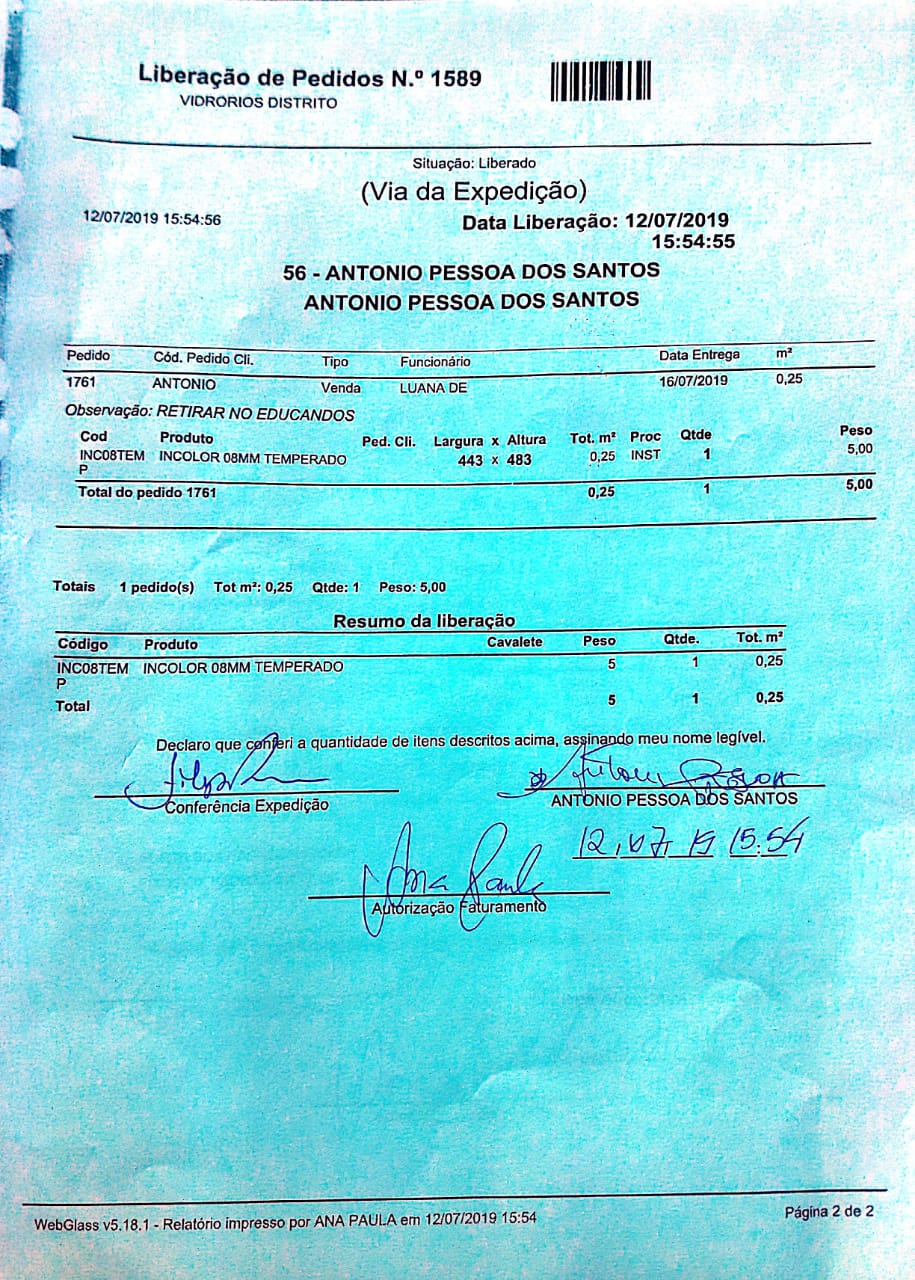 Liberação de Pedidos N.º 1589
VIDRORIOS DISTRITO
Situação: Liberado
(Via da Expedição)
12/07/2019 15:54:56
Data Liberação: 12/07/2019
15:54:55
56 - ANTONIO PESSOA DOS SANTOS
ANTONIO PESSOA DOS SANTOS
Pedido Cód. Pedido Cli. Tipo Funcionário Data Entrega m²
1761 ANTONIO Venda LUANA DE 16/07/2019 0,25
Observação: RETIRAR NO EDUCANDOS
Cod Produto Ped. Cli. Largura x Altura Tot. m² Proc Qtde Peso
INC08TEM INCOLOR 08MM TEMPERADO 443 x 483 0,25 INST 1 5,00
P
Total do pedido 1761 0,25 1 5,00
Totais 1 pedido(s) Tot m²: 0,25 Qtde: 1 Peso: 5,00
Resumo da liberação
Código Produto Cavalete Peso Qtde. Tot. m²
INC08TEM INCOLOR 08MM TEMPERADO 5 1 0,25
P
Total 5 1 0,25
Declaro que conferi a quantidade de itens descritos acima, assinando meu nome legível.
Antonio Pessoa
Conferência Expedição ANTONIO PESSOA DOS SANTOS
12,07,19 15:54
Ana Paula
Autorização Faturamento
WebGlass v5.18.1 - Relatório impresso por ANA PAULA em 12/07/2019 15:54 Página 2 de 2